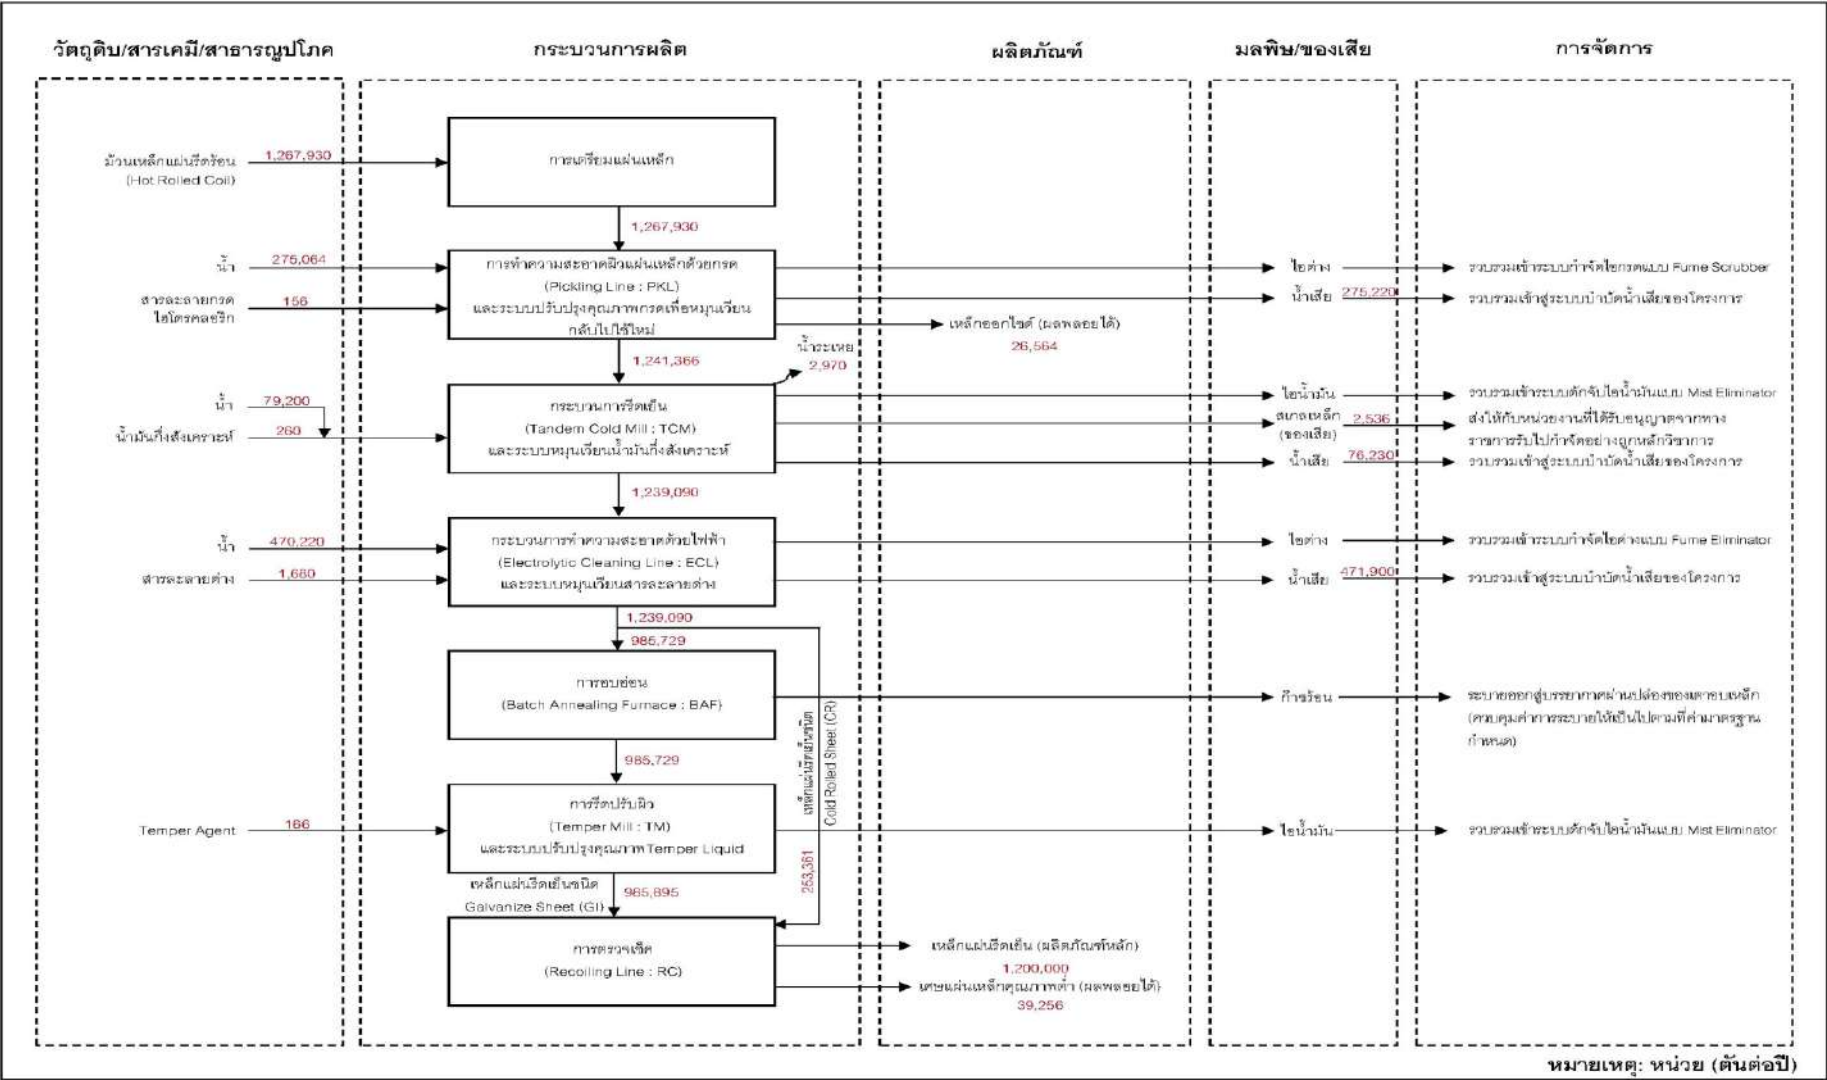 วัตถุดิบ/สารเคมี/สาธารณูปโภค
กระบวนการผลิต
ผลิตภัณฑ์
มลพิษ/ของเสีย
การจัดการ
ม้วนเหล็กแผ่นรีดร้อน
(Hot Rolled Coil)
1,267,930
การเตรียมแผ่นเหล็ก
1,267,930
น้ำ
275,064
สารละลายกรด
ไฮโดรคลอริก
156
การทำความสะอาดผิวแผ่นเหล็กด้วยกรด
(Pickling Line : PKL)
และระบบปรับปรุงคุณภาพกรดเพื่อหมุนเวียน
กลับไปใช้ใหม่
ไอด่าง
รวบรวมเข้าระบบกำจัดไอกรดแบบ Fume Scrubber
น้ำเสีย
275,220
รวบรวมเข้าสู่ระบบบำบัดน้ำเสียของโครงการ
เหล็กออกไซด์ (ผลพลอยได้)
26,564
1,241,366
น้ำระเหย
2,970
น้ำ
79,200
น้ำมันกึ่งสังเคราะห์
260
กระบวนการรีดเย็น
(Tandem Cold Mill : TCM)
และระบบหมุนเวียนน้ำมันกึ่งสังเคราะห์
ไอน้ำมัน
รวบรวมเข้าระบบดักจับไอน้ำมันแบบ Mist Eliminator
สเกลเหล็ก
(ของเสีย)
2,536
ส่งให้กับหน่วยงานที่ได้รับอนุญาตจากทาง
ราชการรับไปกำจัดอย่างถูกหลักวิชาการ
น้ำเสีย
76,230
รวบรวมเข้าสู่ระบบบำบัดน้ำเสียของโครงการ
1,239,090
น้ำ
470,220
สารละลายด่าง
1,680
กระบวนการทำความสะอาดด้วยไฟฟ้า
(Electrolytic Cleaning Line : ECL)
และระบบหมุนเวียนสารละลายด่าง
ไอด่าง
รวบรวมเข้าระบบกำจัดไอด่างแบบ Fume Eliminator
น้ำเสีย
471,900
รวบรวมเข้าสู่ระบบบำบัดน้ำเสียของโครงการ
1,239,090
985,729
การอบอ่อน
(Batch Annealing Furnace : BAF)
ก๊าซร้อน
ระบายออกสู่บรรยากาศผ่านปล่องของเตาอบเหล็ก
(ควบคุมค่าการระบายให้เป็นไปตามที่ค่ามาตรฐาน
กำหนด)
985,729
เหล็กแผ่นรีดเย็นชนิด
Cold Rolled Sheet (CR)
253,361
Temper Agent
166
การรีดปรับผิว
(Temper Mill : TM)
และระบบปรับปรุงคุณภาพTemper Liquid
ไอน้ำมัน
รวบรวมเข้าระบบดักจับไอน้ำมันแบบ Mist Eliminator
เหล็กแผ่นรีดเย็นชนิด
Galvanize Sheet (GI)
985,895
การตรวจเช็ค
(Recoiling Line : RC)
เหล็กแผ่นรีดเย็น (ผลิตภัณฑ์หลัก)
1,200,000
เศษแผ่นเหล็กคุณภาพต่ำ (ผลพลอยได้)
39,256
หมายเหตุ: หน่วย (ตันต่อปี)